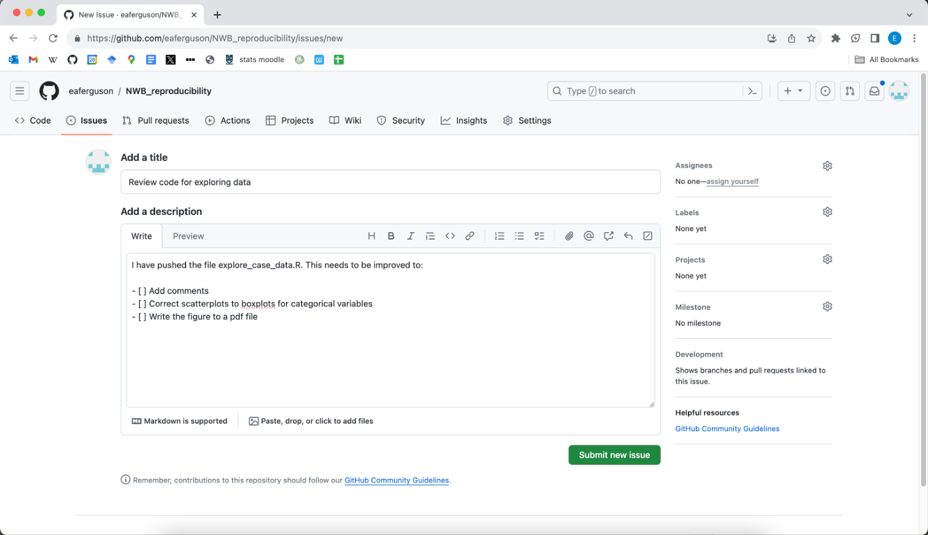 New Issue · eaferguson/NWB_
https://github.com/eaferguson/NWB_reproducibility/issues/new
E
W
X
stats moodle
All Bookmarks
eaferguson / NWB_reproducibility
Type / to search
Code
Issues
Pull requests
Actions
Projects
Wiki
Security
Insights
Settings
Add a title
Review code for exploring data
Add a description
Write
Preview
H B I
I have pushed the file explore_case_data.R. This needs to be improved to:
- [ ] Add comments
- [ ] Correct scatterplots to boxplots for categorical variables
- [ ] Write the figure to a pdf file
Markdown is supported
Paste, drop, or click to add files
Submit new issue
Remember, contributions to this repository should follow our GitHub Community Guidelines.
Assignees
No one—assign yourself
Labels
None yet
Projects
None yet
Milestone
No milestone
Development
Shows branches and pull requests linked to
this issue.
Helpful resources
GitHub Community Guidelines